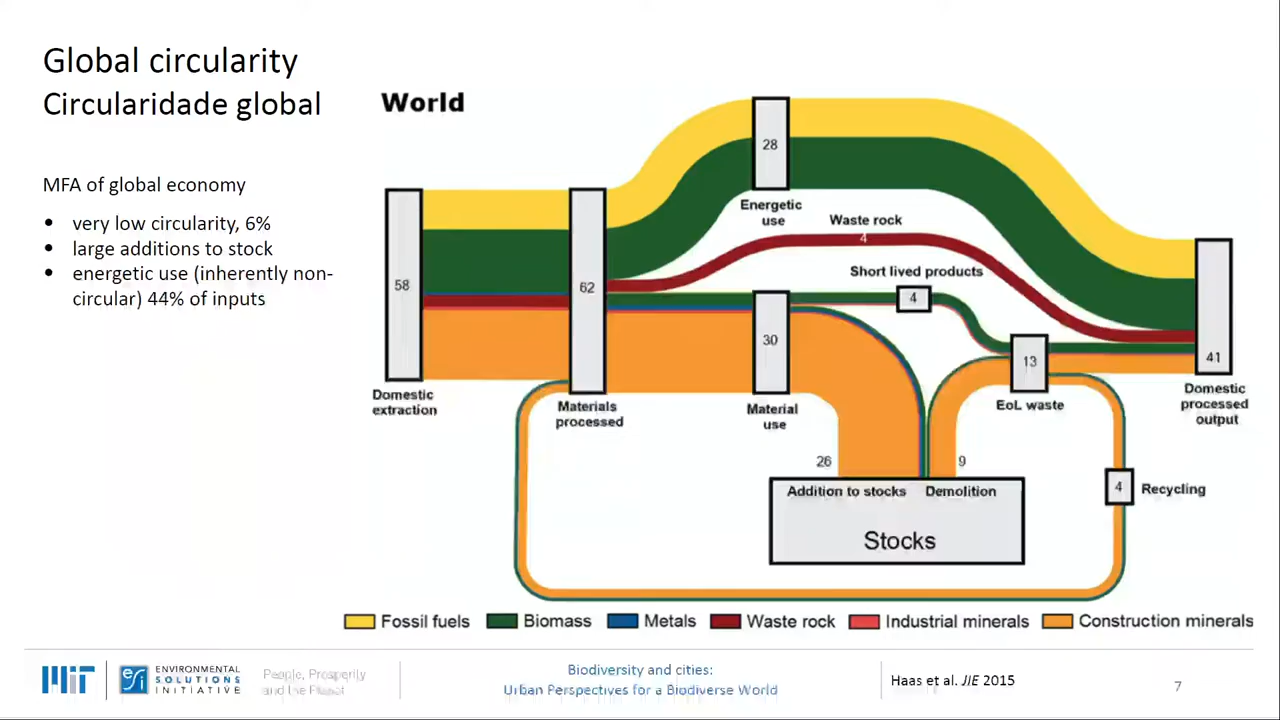 Global circularity
Circularidade global
MFA of global economy
• very low circularity, 6%
• large additions to stock
• energetic use (inherently non-
circular) 44% of inputs
World
58
Domestic
extraction
62
Materials
processed
28
Energetic
use
Waste rock
4
Short lived products
4
30
Material
use
13
EoL waste
41
Domestic
processed
output
26
9
Addition to stocks
Demolition
Stocks
4
Recycling
Fossil fuels
Biomass
Metals
Waste rock
Industrial minerals
Construction minerals
MIT
esi
ENVIRONMENTAL
SOLUTIONS
INITIATIVE
People, Prosperity
and the Planet
Biodiversity and cities:
Urban Perspectives for a Biodiverse World
Haas et al. JIE 2015
7